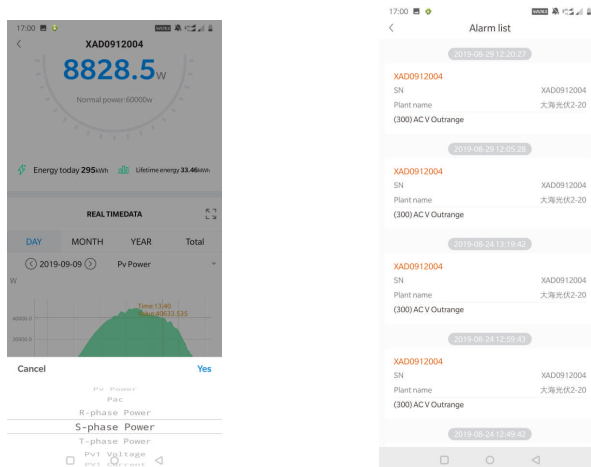 17:00
XAD0912004
8828.5w
Normal power 60000w
Energy today 295kWh
Lifetime energy 33.46MWh
REAL TIMEDATA
DAY MONTH YEAR Total
2019-09-09 Pv Power
W
Time:13:40
Value:40633.535
40000.0
30000.0
Cancel Yes
Pv Power
Pac
R-phase Power
S-phase Power
T-phase Power
PV1 Voltage
PV1 Current
17:00
Alarm list
2019-08-29 12:20:27
XAD0912004
SN XAD0912004
Plant name 大海光伏2-20
(300) AC V Outrange
2019-08-29 12:05:28
XAD0912004
SN XAD0912004
Plant name 大海光伏2-20
(300) AC V Outrange
2019-08-24 13:19:42
XAD0912004
SN XAD0912004
Plant name 大海光伏2-20
(300) AC V Outrange
2019-08-24 12:59:43
XAD0912004
SN XAD0912004
Plant name 大海光伏2-20
(300) AC V Outrange
2019-08-24 12:49:42